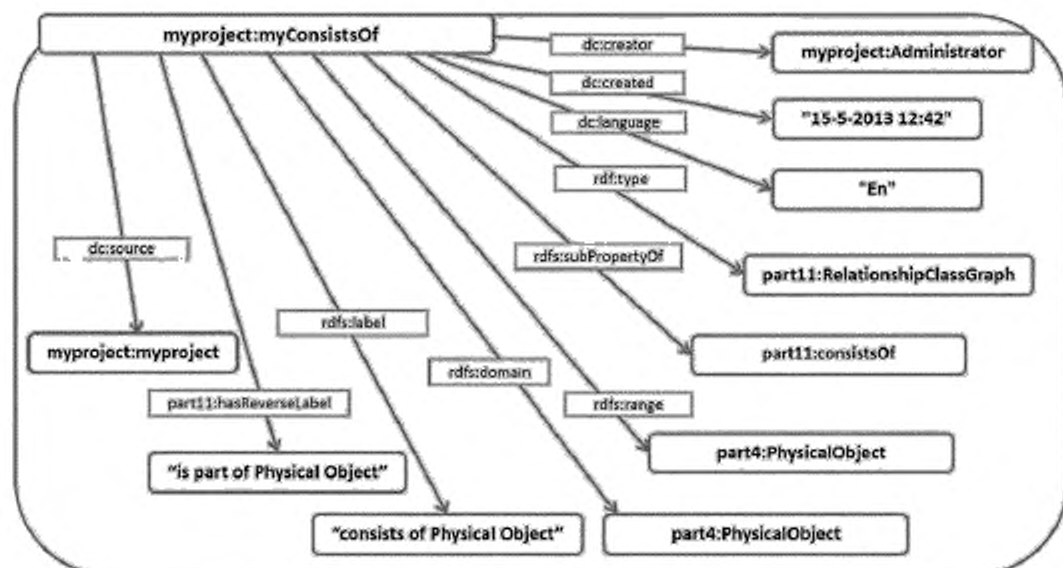 myproject:myConsistsOf
dc:creator
myproject:Administrator
dc:created
"15-5-2013 12:42"
dc:language
"En"
rdf:type
part11:RelationshipClassGraph
dc:source
rdfs:subPropertyOf
rdfs:label
myproject:myproject
part11:consistsOf
rdfs:domain
part11:hasReverseLabel
rdfs:range
"is part of Physical Object"
part4:PhysicalObject
"consists of Physical Object"
part4:PhysicalObject